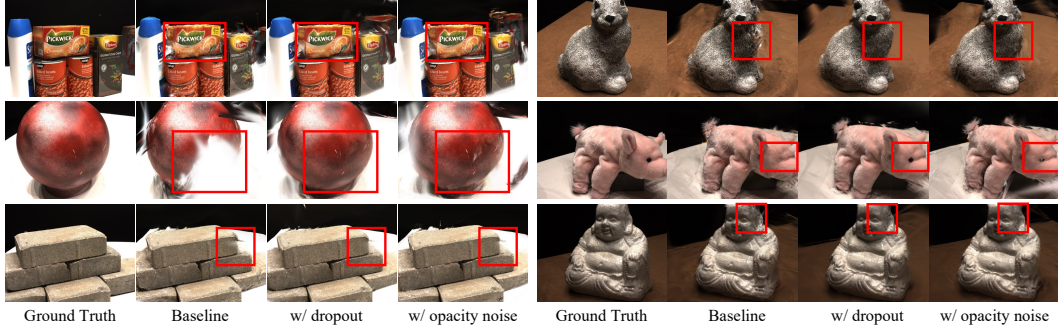 PICKWICK
PICKWICK
PICKWICK
PICKWICK
Ground Truth Baseline w/ dropout w/ opacity noise Ground Truth Baseline w/ dropout w/ opacity noise